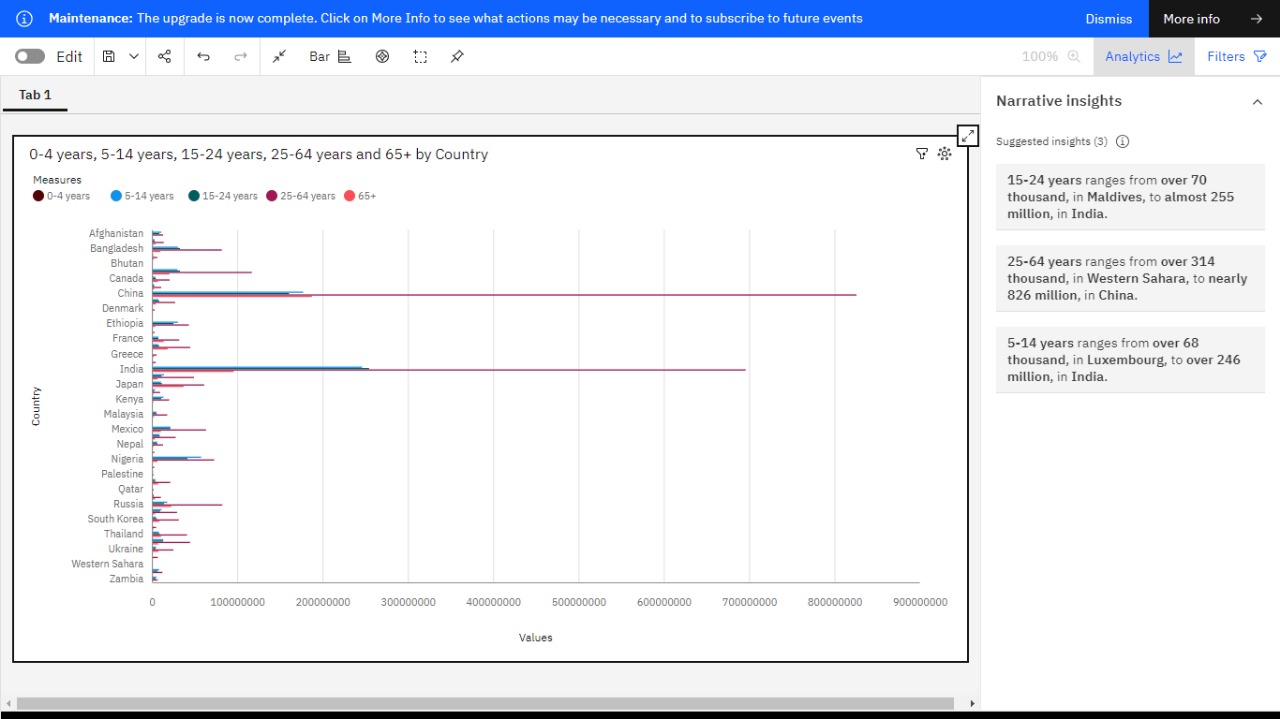 Maintenance: The upgrade is now complete. Click on More Info to see what actions may be necessary and to subscribe to future events
Dismiss
More info
Edit
Bar
100%
Analytics
Filters
Tab 1
0-4 years, 5-14 years, 15-24 years, 25-64 years and 65+ by Country
Measures
0-4 years
5-14 years
15-24 years
25-64 years
65+
Country
Afghanistan
Bangladesh
Bhutan
Canada
China
Denmark
Ethiopia
France
Greece
India
Japan
Kenya
Malaysia
Mexico
Nepal
Nigeria
Palestine
Qatar
Russia
South Korea
Thailand
Ukraine
Western Sahara
Zambia
0
100000000
200000000
300000000
400000000
500000000
600000000
700000000
800000000
900000000
Values
Narrative insights
Suggested insights (3)
15-24 years ranges from over 70
thousand, in Maldives, to almost 255
million, in India.
25-64 years ranges from over 314
thousand, in Western Sahara, to nearly
826 million, in China.
5-14 years ranges from over 68
thousand, in Luxembourg, to over 246
million, in India.